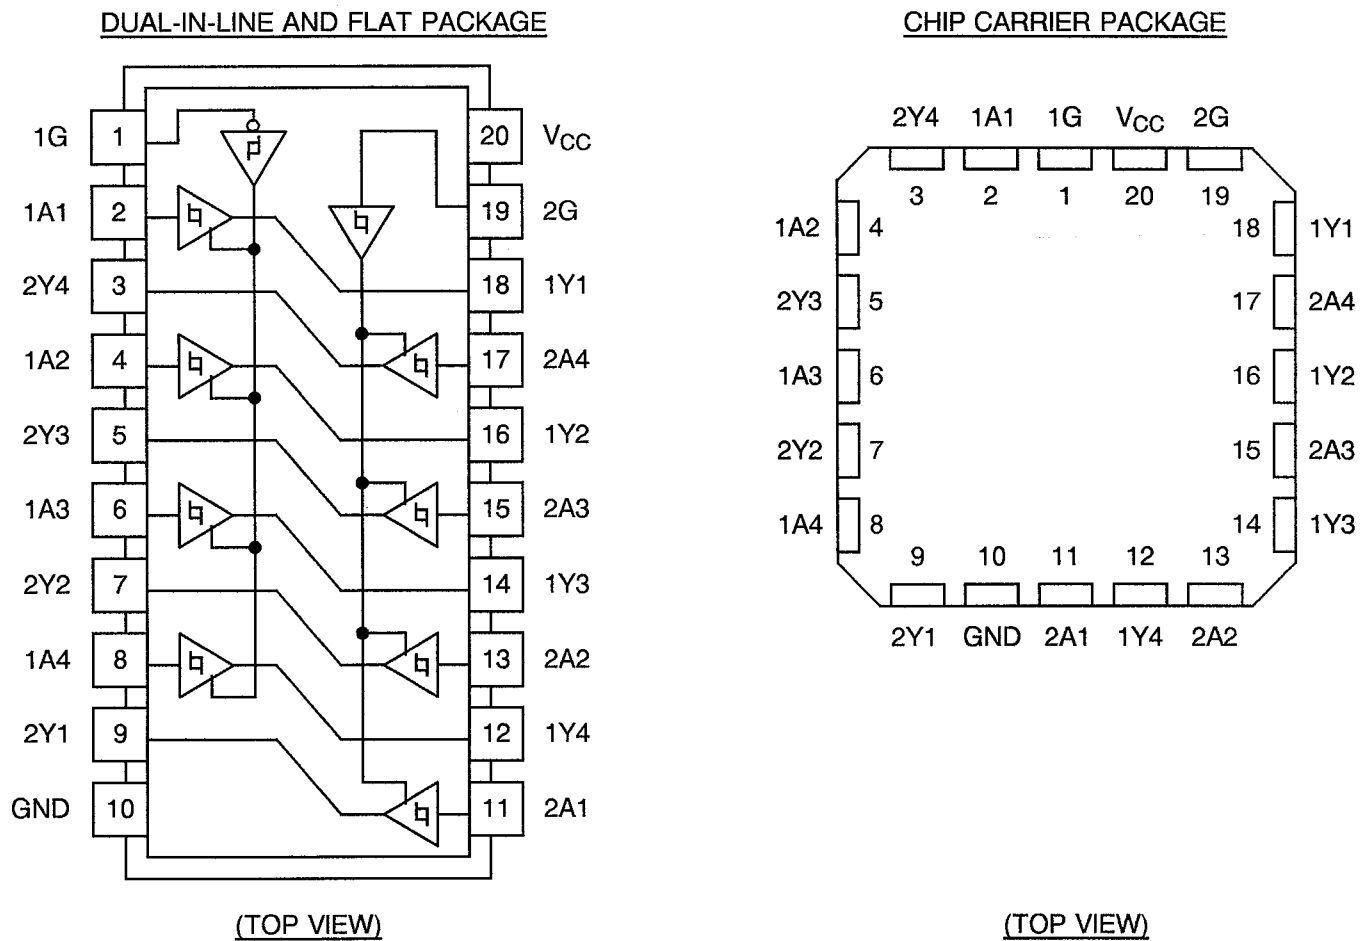 DUAL-IN-LINE AND FLAT PACKAGE
1G 1 20 VCC
1A1 2 19 2G
2Y4 3 18 1Y1
1A2 4 17 2A4
2Y3 5 16 1Y2
1A3 6 15 2A3
2Y2 7 14 1Y3
1A4 8 13 2A2
2Y1 9 12 1Y4
GND 10 11 2A1
(TOP VIEW)
CHIP CARRIER PACKAGE
2Y4 1A1 1G VCC 2G
3 2 1 20 19
1A2 4 18 1Y1
2Y3 5 17 2A4
1A3 6 16 1Y2
2Y2 7 15 2A3
1A4 8 14 1Y3
9 10 11 12 13
2Y1 GND 2A1 1Y4 2A2
(TOP VIEW)